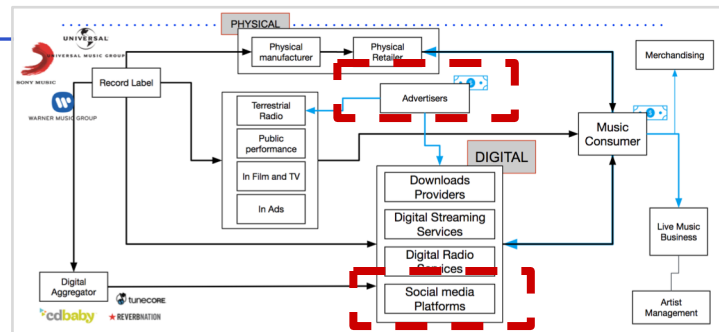 PHYSICAL
UNIVERSAL
UNIVERSAL MUSIC GROUP
SONY MUSIC
WARNER MUSIC GROUP
Record Label
Physical
manufacturer
Physical
Retailer
Advertisers
Merchandising
Terrestrial
Radio
Public
performance
In Film and TV
In Ads
Music
Consumer
DIGITAL
Downloads
Providers
Digital Streaming
Services
Digital Radio
Services
Social media
Platforms
Live Music
Business
Artist
Management
Digital
Aggregator
tunecore
cdbaby
REVERBNATION